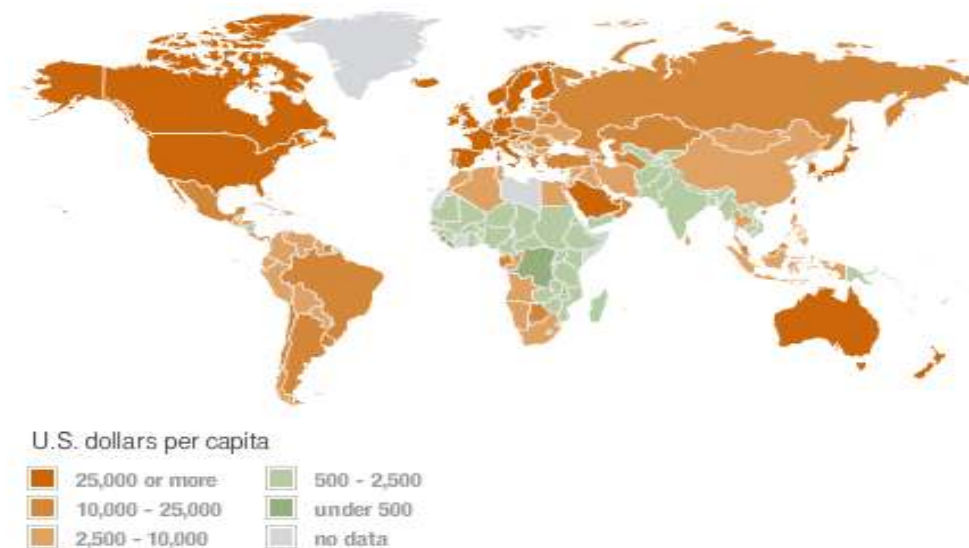 U.S. dollars per capita
25,000 or more
500 - 2,500
10,000 - 25,000
under 500
2,500 - 10,000
no data